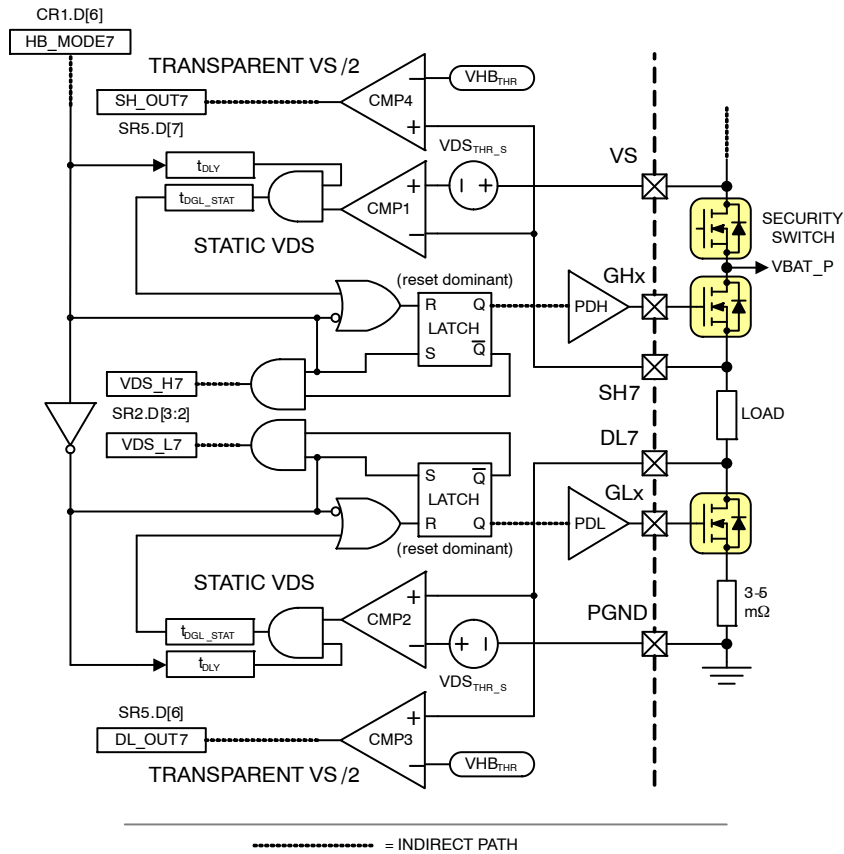 CR1.D[6]
HB_MODE7
TRANSPARENT VS/2
VHBTHR
SH_OUT7
CMP4
SR5.D[7]
VDSTHR_S
VS
tDLY
tDGL_STAT
CMP1
SECURITY
SWITCH
STATIC VDS
VBAT_P
(reset dominant)
GHx
R
Q
LATCH
PDH
S
Q
VDS_H7
SH7
SR2.D[3:2]
LOAD
VDS_L7
DL7
S
Q
LATCH
GLx
R
Q
PDL
(reset dominant)
STATIC VDS
3-5
mΩ
PGND
tDGL_STAT
CMP2
tDLY
VDSTHR_S
SR5.D[6]
DL_OUT7
CMP3
TRANSPARENT VS/2
VHBTHR
= INDIRECT PATH